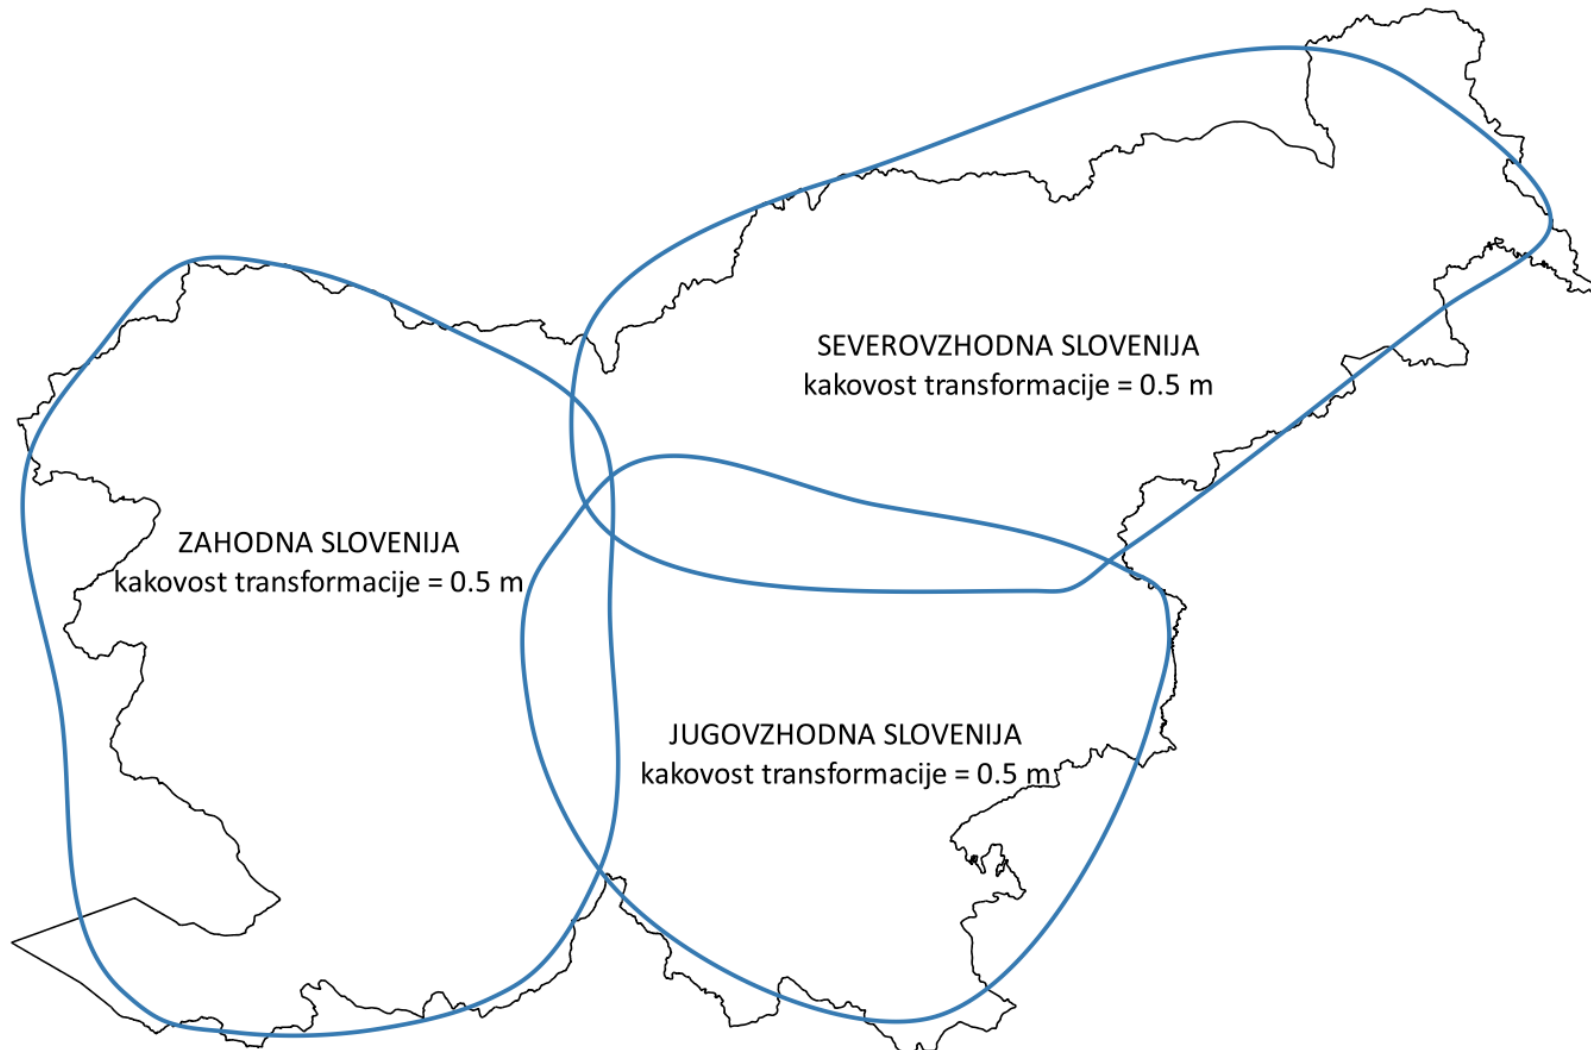 SEVEROVZHODNA SLOVENIJA
kakovost transformacije = 0.5 m
ZAHODNA SLOVENIJA
kakovost transformacije = 0.5 m
JUGOVZHODNA SLOVENIJA
kakovost transformacije = 0.5 m